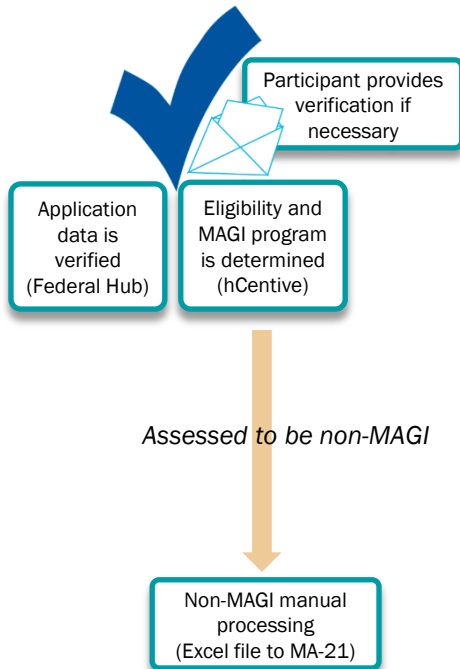 Participant provides
verification if
necessary
Application
data is
verified
(Federal Hub)
Eligibility and
MAGI program
is determined
(hCentive)
Assessed to be non-MAGI
Non-MAGI manual
processing
(Excel file to MA-21)